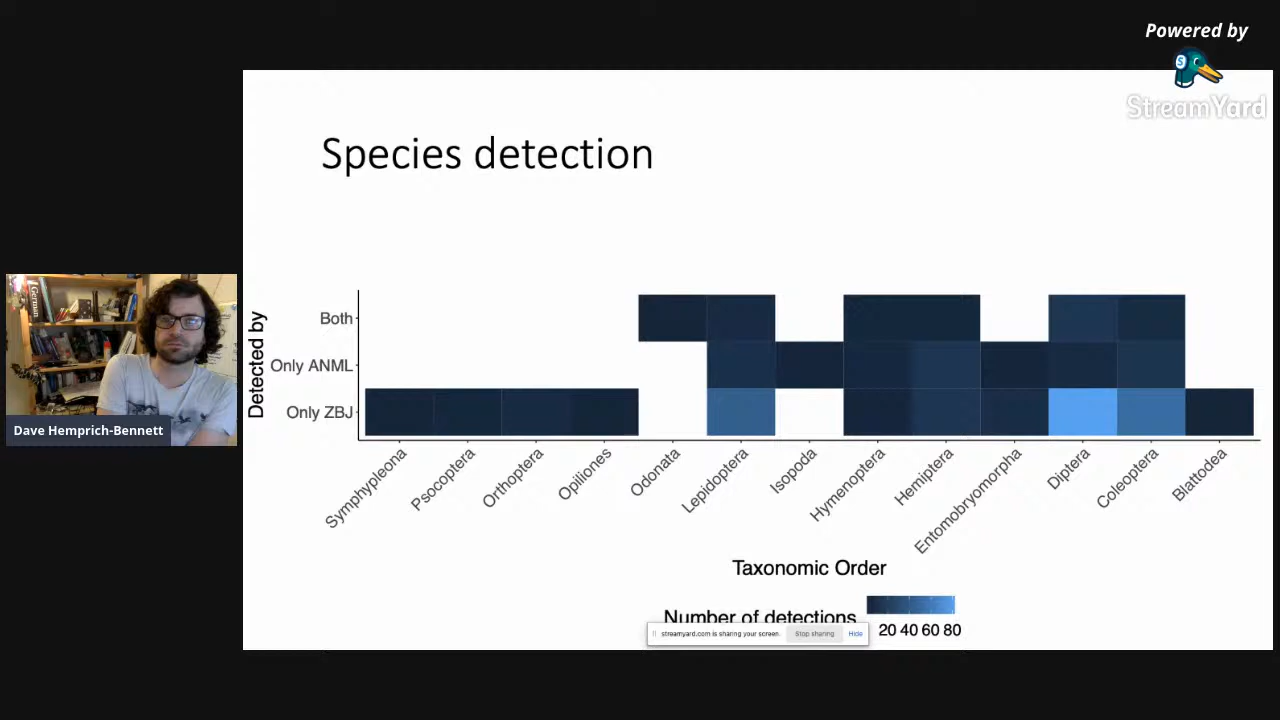 Powered by
StreamYard
Species detection
Detected by
Both
Only ANML
Only ZBJ
Symphypleona
Psocoptera
Orthoptera
Opiliones
Odonata
Lepidoptera
Isopoda
Hymenoptera
Hemiptera
Entombryomorpha
Diptera
Coleoptera
Blattodea
Taxonomic Order
Number of detections
20 40 60 80
streamyard.com is sharing your screen.
Stop sharing
Hide
German
Dave Hemprich-Bennett